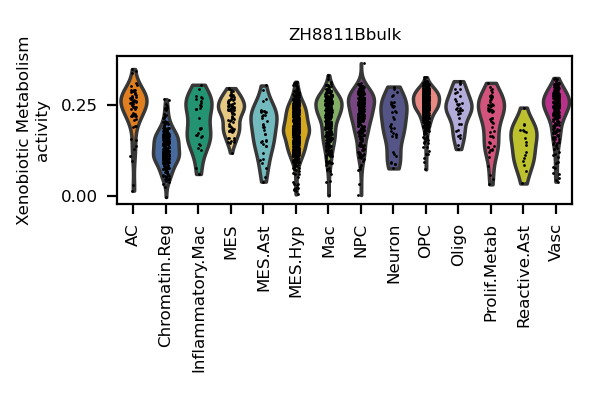 ZH8811Bbulk
Xenobiotic Metabolism
activity
0.25
0.00
AC
Chromatin.Reg
Inflammatory.Mac
MES
MES.Ast
MES.Hyp
Mac
NPC
Neuron
OPC
Oligo
Prolif.Metab
Reactive.Ast
Vasc